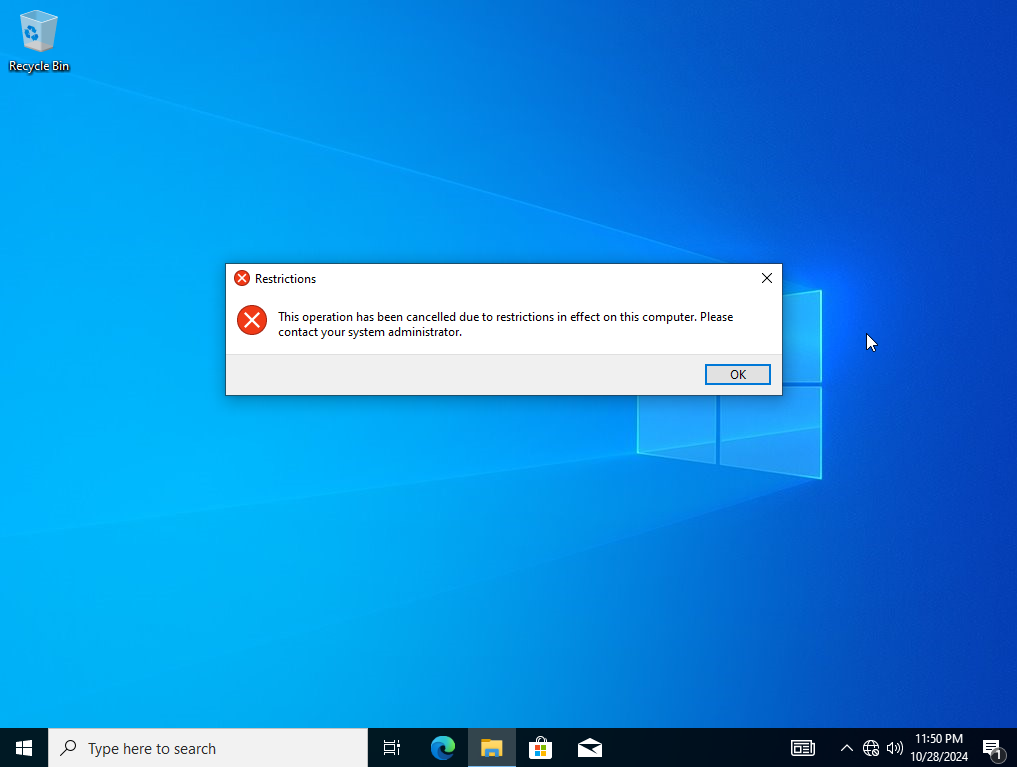 Recycle Bin
Restrictions
This operation has been cancelled due to restrictions in effect on this computer. Please
contact your system administrator.
OK
Type here to search
11:50 PM
10/28/2024
1